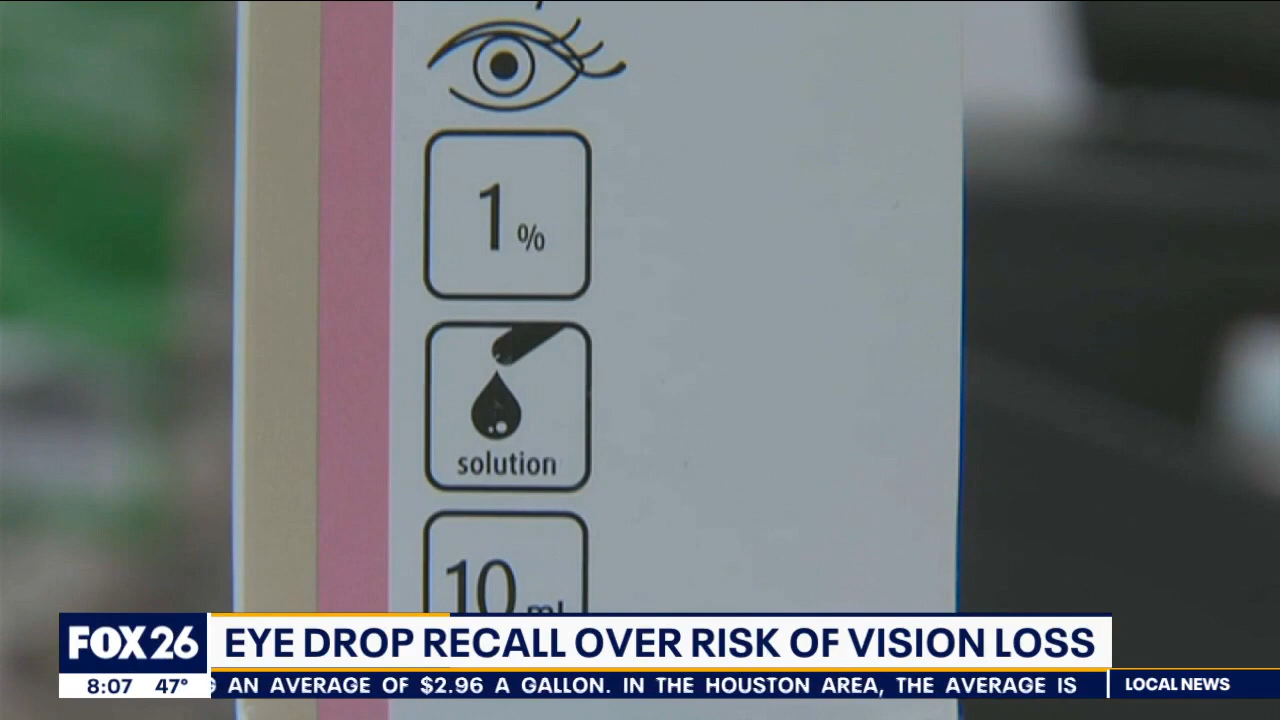 1 %
solution
10 ml
FOX 26
EYE DROP RECALL OVER RISK OF VISION LOSS
8:07 47°
AN AVERAGE OF $2.96 A GALLON. IN THE HOUSTON AREA, THE AVERAGE IS
LOCAL NEWS